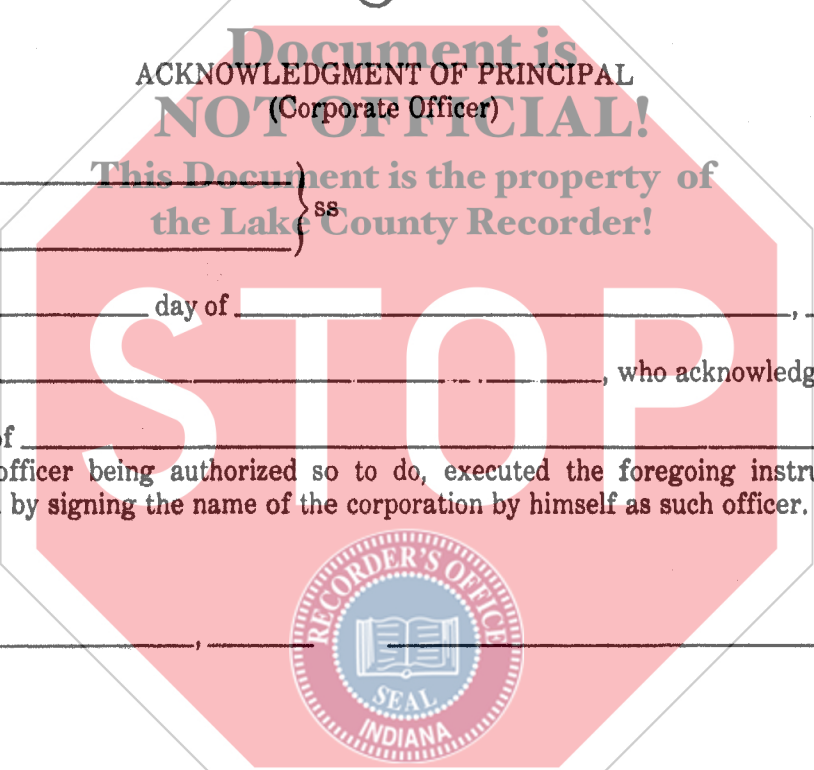 Document is
ACKNOWLEDGMENT OF PRINCIPAL
NOT OFFICIAL!
(Corporate Officer)
This Document is the property of
the Lake County Recorder!
ss
day of ,
STOP
, who acknowledg
of
officer being authorized so to do, executed the foregoing instru
by signing the name of the corporation by himself as such officer.
,
RECORDER'S OFFICE
SEAL
INDIANA